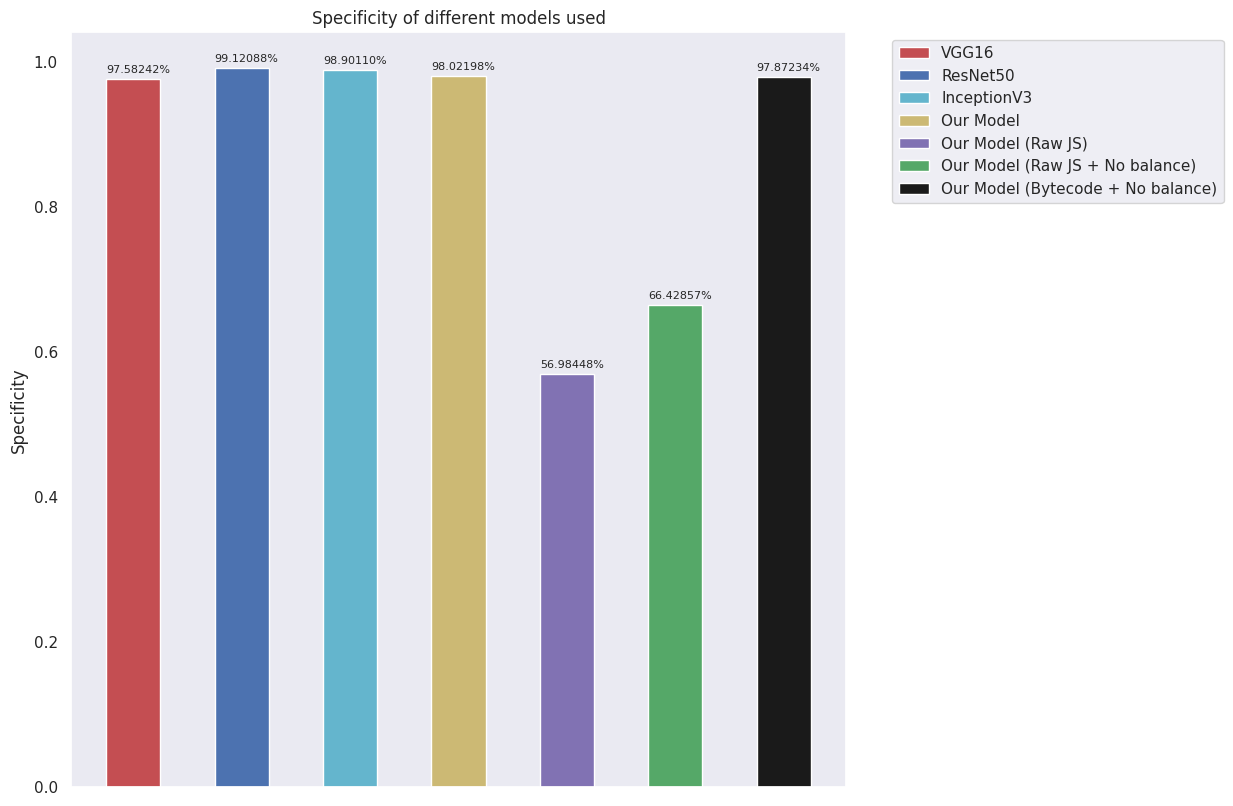 Specificity of different models used
Specificity
1.0
0.8
0.6
0.4
0.2
0.0
97.58242%
99.12088%
98.90110%
98.02198%
56.98448%
66.42857%
97.87234%
VGG16
ResNet50
InceptionV3
Our Model
Our Model (Raw JS)
Our Model (Raw JS + No balance)
Our Model (Bytecode + No balance)